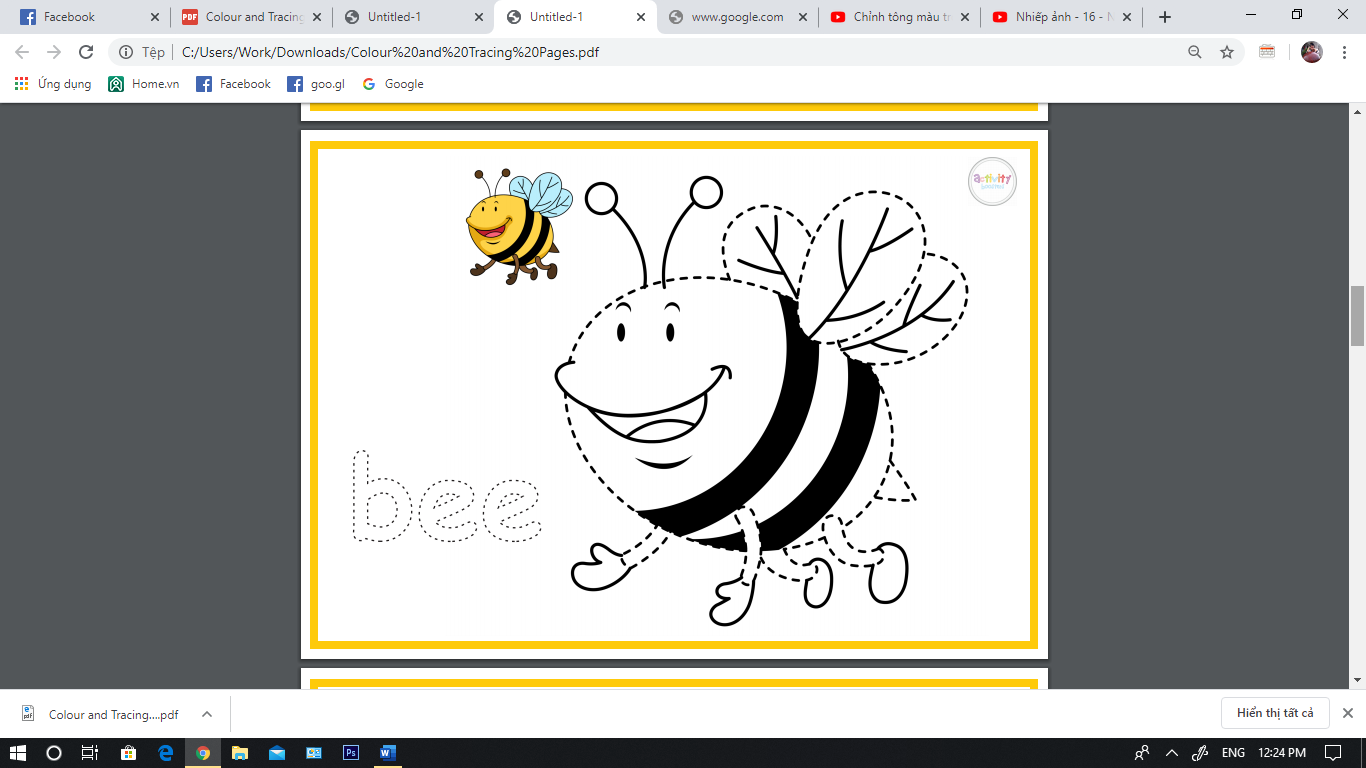 Facebook
Colour and Tracing
Untitled-1
Untitled-1
www.google.com
Chỉnh tông màu tr
Nhiếp ảnh - 16 - N
Tệp
C:/Users/Work/Downloads/Colour%20and%20Tracing%20Pages.pdf
Ứng dụng
Home.vn
Facebook
goo.gl
Google
activity
bee
Colour and Tracing....pdf
Hiển thị tất cả
ENG
12:24 PM